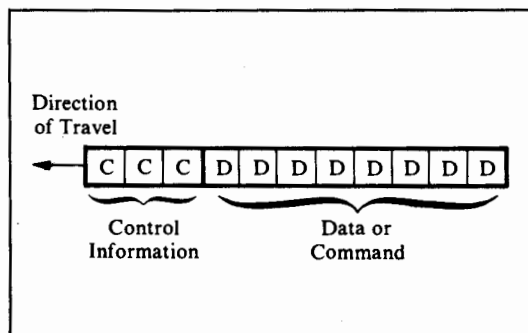 Direction
of Travel
C C C D D D D D D D D
Control
Information
Data or
Command